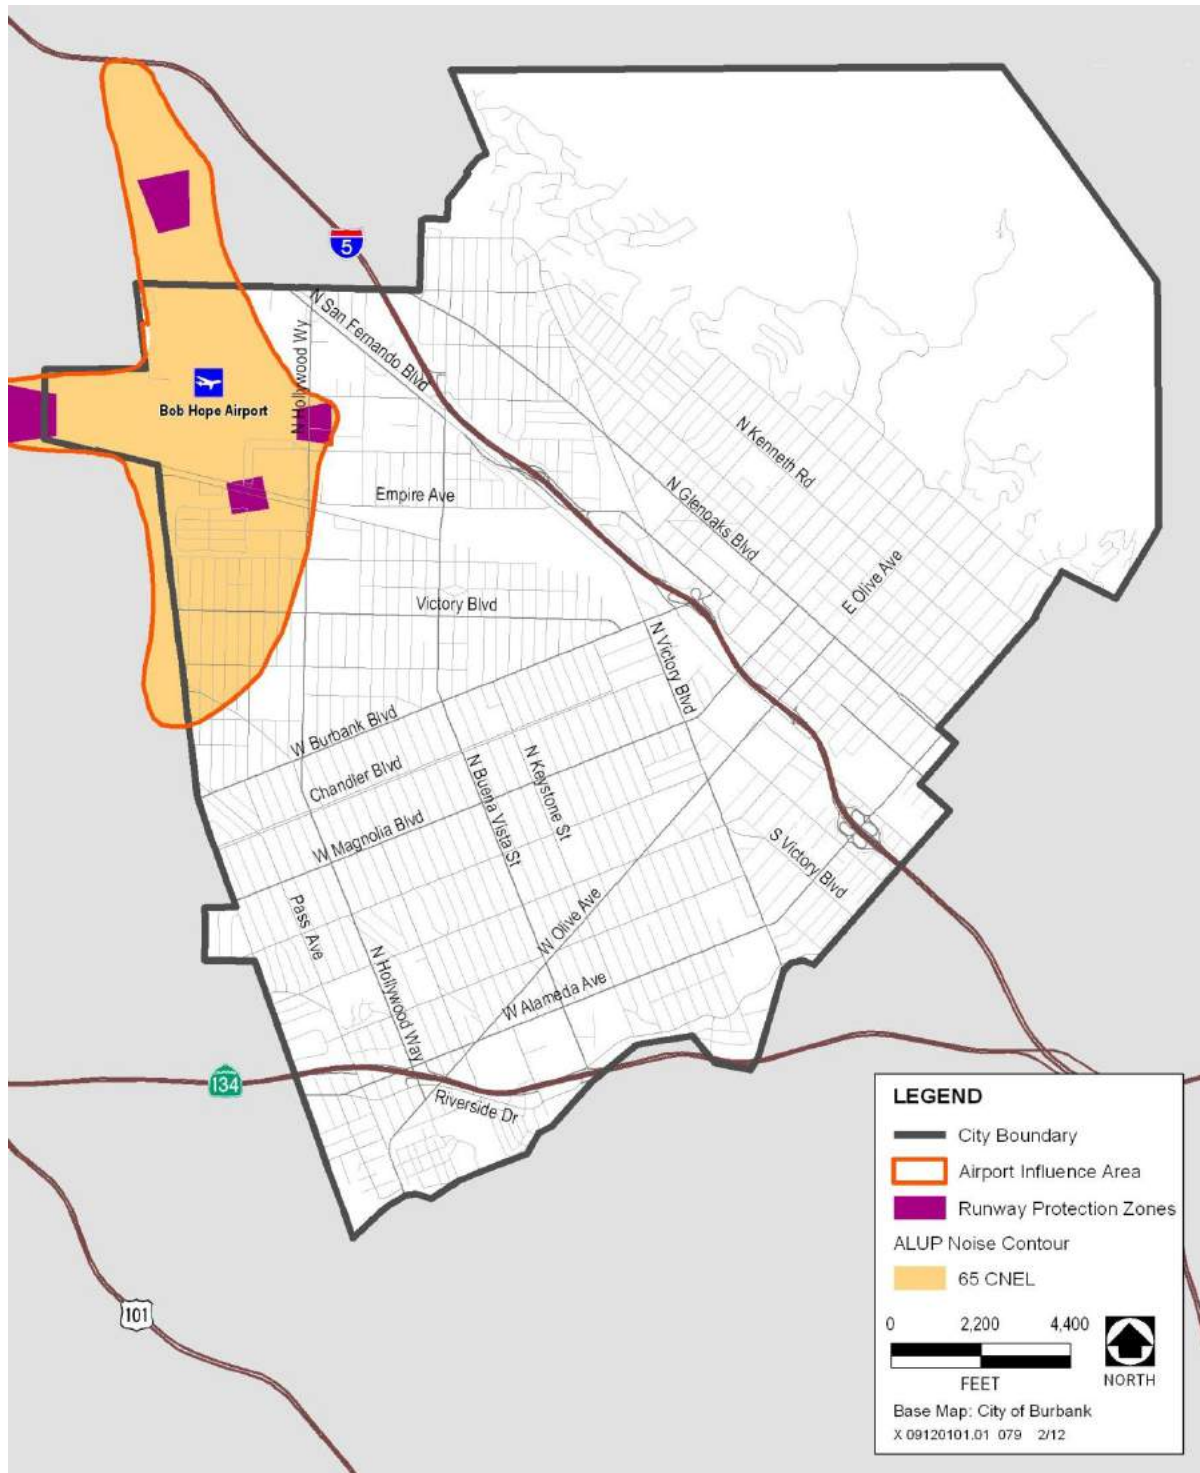 5
N San Fernando Blvd
N Hollywood Wy
Bob Hope Airport
N Kenneth Rd
N Glenoaks Blvd
Empire Ave
E Olive Ave
Victory Blvd
N Victory Blvd
W Burbank Blvd
Chandler Blvd
N Buena Vista St
N Keystone St
W Magnolia Blvd
S Victory Blvd
Pass Ave
W Olive Ave
N Hollywood Way
W Alameda Ave
134
Riverside Dr
101
LEGEND
City Boundary
Airport Influence Area
Runway Protection Zones
ALUP Noise Contour
65 CNEL
0 2,200 4,400
FEET
NORTH
Base Map: City of Burbank
X 09120101.01 079 2/12